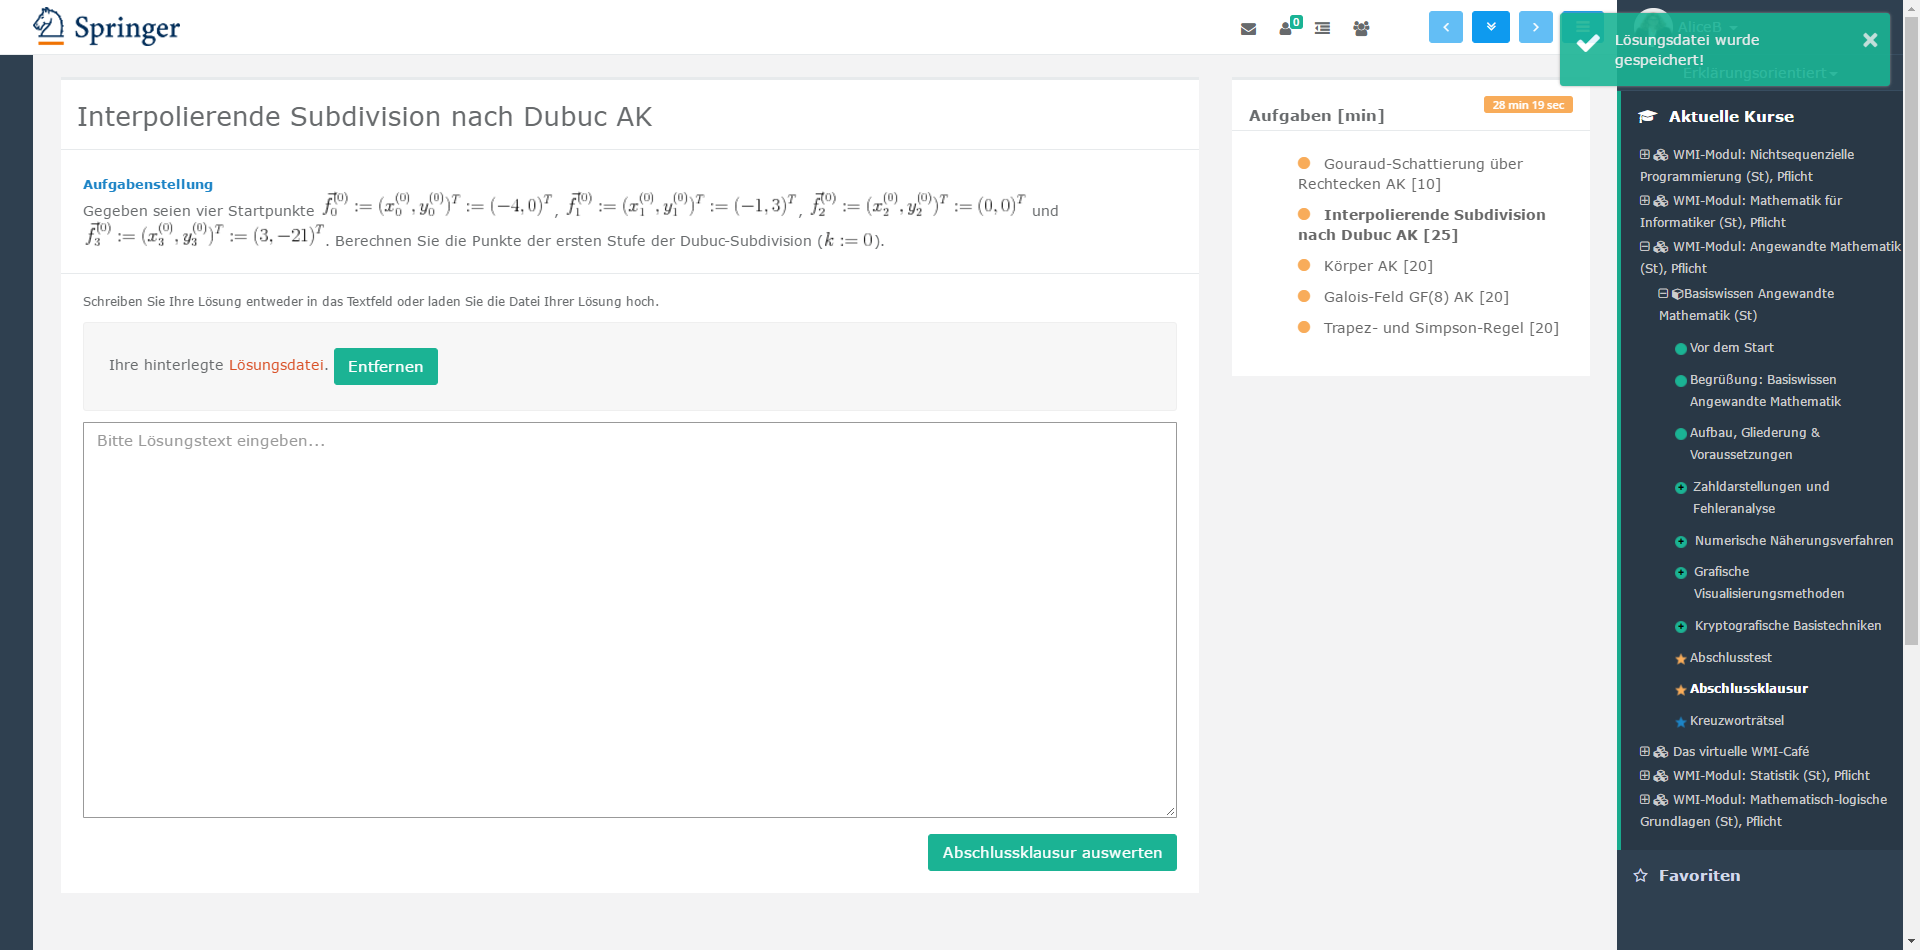 Springer
0
AliceB
Lösungsdatei wurde
gespeichert!
Erklärungsorientiert
Interpolierende Subdivision nach Dubuc AK
Aufgabenstellung
Gegeben seien vier Startpunkte $\vec{f}_0^{(0)} := (x_0^{(0)}, y_0^{(0)})^T := (-4, 0)^T$, $\vec{f}_1^{(0)} := (x_1^{(0)}, y_1^{(0)})^T := (-1, 3)^T$, $\vec{f}_2^{(0)} := (x_2^{(0)}, y_2^{(0)})^T := (0, 0)^T$ und
$\vec{f}_3^{(0)} := (x_3^{(0)}, y_3^{(0)})^T := (3, -21)^T$. Berechnen Sie die Punkte der ersten Stufe der Dubuc-Subdivision ($k := 0$).
Schreiben Sie Ihre Lösung entweder in das Textfeld oder laden Sie die Datei Ihrer Lösung hoch.
Ihre hinterlegte Lösungsdatei. Entfernen
Bitte Lösungstext eingeben...
Abschlussklausur auswerten
28 min 19 sec
Aufgaben [min]
Gouraud-Schattierung über
Rechtecken AK [10]
Interpolierende Subdivision
nach Dubuc AK [25]
Körper AK [20]
Galois-Feld GF(8) AK [20]
Trapez- und Simpson-Regel [20]
Aktuelle Kurse
WMI-Modul: Nichtsequenzielle
Programmierung (St), Pflicht
WMI-Modul: Mathematik für
Informatiker (St), Pflicht
WMI-Modul: Angewandte Mathematik
(St), Pflicht
Basiswissen Angewandte
Mathematik (St)
Vor dem Start
Begrüßung: Basiswissen
Angewandte Mathematik
Aufbau, Gliederung &
Voraussetzungen
Zahldarstellungen und
Fehleranalyse
Numerische Näherungsverfahren
Grafische
Visualisierungsmethoden
Kryptografische Basistechniken
Abschlusstest
Abschlussklausur
Kreuzworträtsel
Das virtuelle WMI-Café
WMI-Modul: Statistik (St), Pflicht
WMI-Modul: Mathematisch-logische
Grundlagen (St), Pflicht
Favoriten